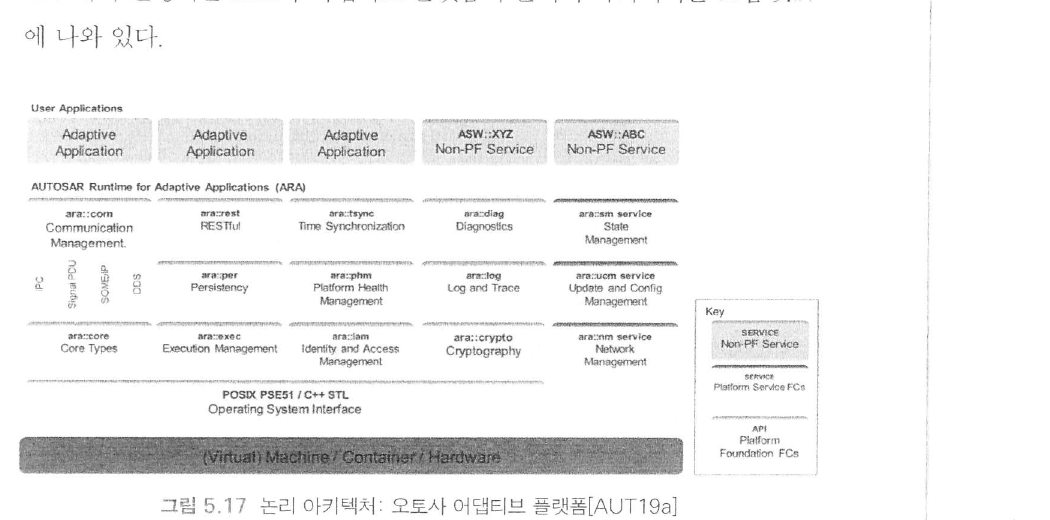 에 나와 있다.
User Applications
Adaptive Application
Adaptive Application
Adaptive Application
ASW::XYZ
Non-PF Service
ASW::ABC
Non-PF Service
AUTOSAR Runtime for Adaptive Applications (ARA)
ara::com
Communication
Management.
IPC
Signal PDU
SOME/IP
DDS
ara::rest
RESTful
ara::tsync
Time Synchronization
ara::diag
Diagnostics
ara::sm service
State
Management
ara::per
Persistency
ara::phm
Platform Health
Management
ara::log
Log and Trace
ara::ucm service
Update and Config
Management
ara::core
Core Types
ara::exec
Execution Management
ara::iam
Identity and Access
Management
ara::crypto
Cryptography
ara::nm service
Network
Management
POSIX PSE51 / C++ STL
Operating System Interface
(Virtual) Machine / Container / Hardware
Key
SERVICE
Non-PF Service
SERVICE
Platform Service FCs
API
Platform
Foundation FCs
그림 5.17 논리 아키텍처: 오토사 어댑티브 플랫폼[AUT19a]